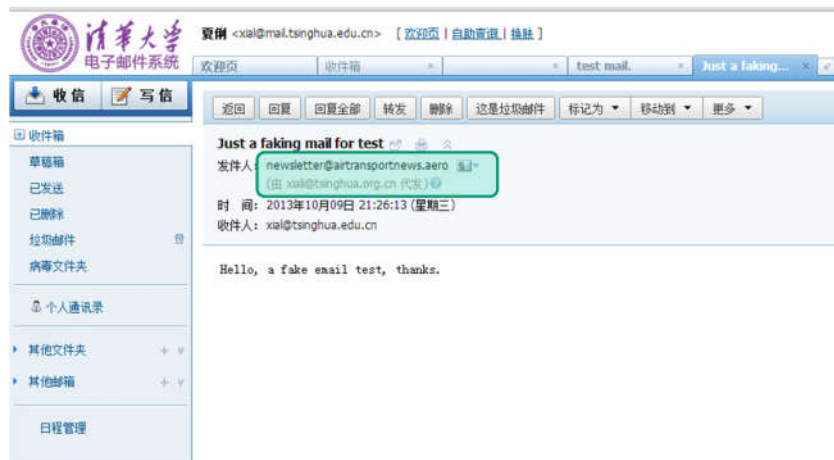 清华大学
电子邮件系统
夏俐 <xial@mail.tsinghua.edu.cn> [ 欢迎页 | 自助查询 | 换肤 ]
欢迎页 收件箱 × × test mail. × Just a faking... ×
收信 写信
返回 回复 回复全部 转发 删除 这是垃圾邮件 标记为 移动到 更多
收件箱
草稿箱
已发送
已删除
垃圾邮件
病毒文件夹
个人通讯录
其他文件夹
其他邮箱
日程管理
Just a faking mail for test
发件人: newsletter@airtransportnews.aero
(由 xial@tsinghua.org.cn 代发)
时 间: 2013年10月09日 21:26:13 (星期三)
收件人: xial@tsinghua.edu.cn
Hello, a fake email test, thanks.